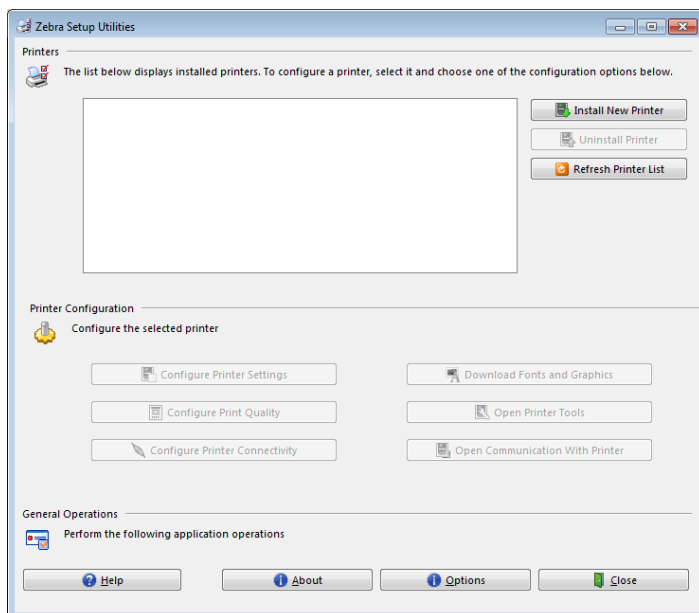 Zebra Setup Utilities
Printers
The list below displays installed printers. To configure a printer, select it and choose one of the configuration options below.
Install New Printer
Uninstall Printer
Refresh Printer List
Printer Configuration
Configure the selected printer
Configure Printer Settings
Download Fonts and Graphics
Configure Print Quality
Open Printer Tools
Configure Printer Connectivity
Open Communication With Printer
General Operations
Perform the following application operations
Help
About
Options
Close